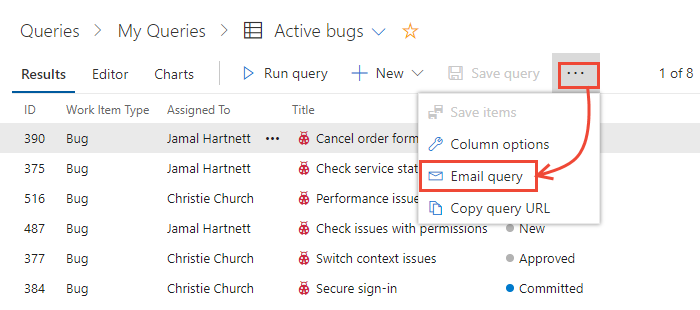 Queries > My Queries > Active bugs
Results Editor Charts Run query New Save query ... 1 of 8
ID Work Item Type Assigned To Title
Save items
390 Bug Jamal Hartnett ... Cancel order form
Column options
375 Bug Jamal Hartnett Check service stat
Email query
516 Bug Christie Church Performance issue
Copy query URL
487 Bug Jamal Hartnett Check issues with permissions New
377 Bug Christie Church Switch context issues Approved
384 Bug Christie Church Secure sign-in Committed